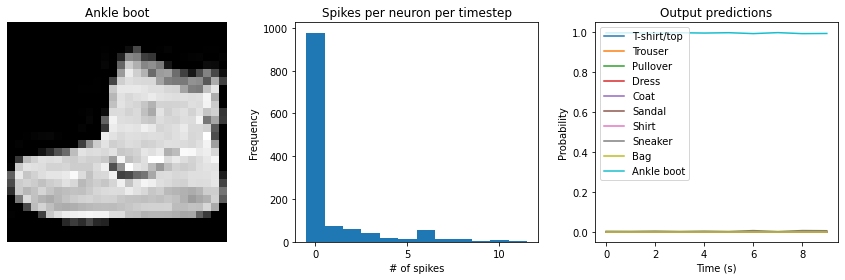 Ankle boot
Spikes per neuron per timestep
Frequency
1000
800
600
400
200
0
0 5 10
# of spikes
Output predictions
Probability
1.0
0.8
0.6
0.4
0.2
0.0
T-shirt/top
Trouser
Pullover
Dress
Coat
Sandal
Shirt
Sneaker
Bag
Ankle boot
0 2 4 6 8
Time (s)